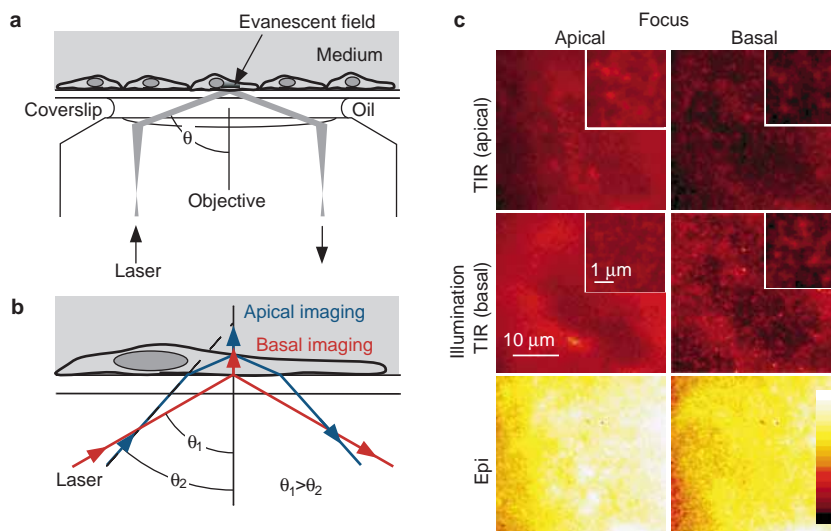 a
Evanescent field
Medium
Coverslip
Oil
θ
Objective
Laser
b
Apical imaging
Basal imaging
θ1
θ2
Laser
θ1>θ2
c
Focus
Apical
Basal
Illumination
TIR (apical)
TIR (basal)
1 μm
10 μm
Epi